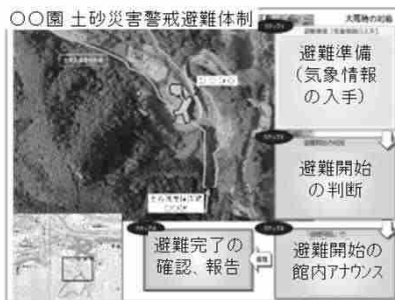 〇〇園 土砂災害警戒避難体制
大雨時の対応
避難準備
(気象情報
の入手)
避難開始
の判断
避難開始の
館内アナウンス
避難完了の
確認、報告